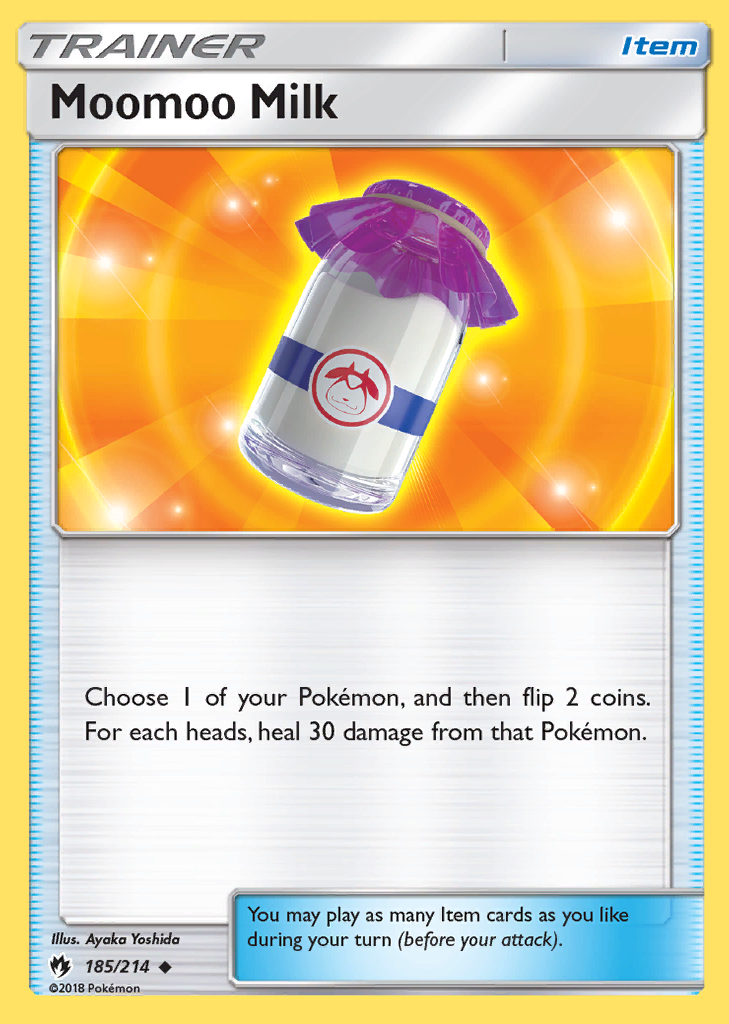 TRAINER
Item
Moomoo Milk
Choose 1 of your Pokémon, and then flip 2 coins.
For each heads, heal 30 damage from that Pokémon.
You may play as many Item cards as you like
during your turn (before your attack).
Illus. Ayaka Yoshida
185/214 ◆
©2018 Pokémon